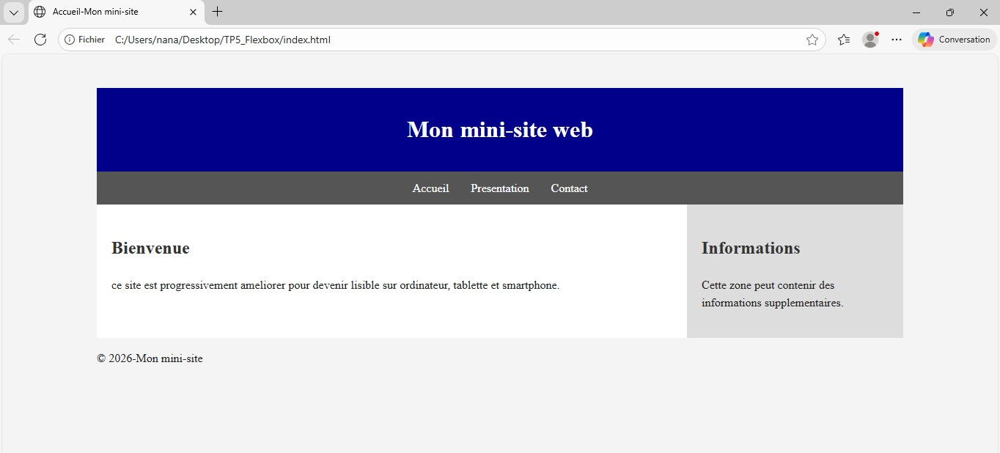 Accueil-Mon mini-site
Fichier C:/Users/nana/Desktop/TP5_Flexbox/index.html
Conversation
Mon mini-site web
Accueil Presentation Contact
Bienvenue
ce site est progressivement ameliorer pour devenir lisible sur ordinateur, tablette et smartphone.
Informations
Cette zone peut contenir des
informations supplementaires.
© 2026-Mon mini-site